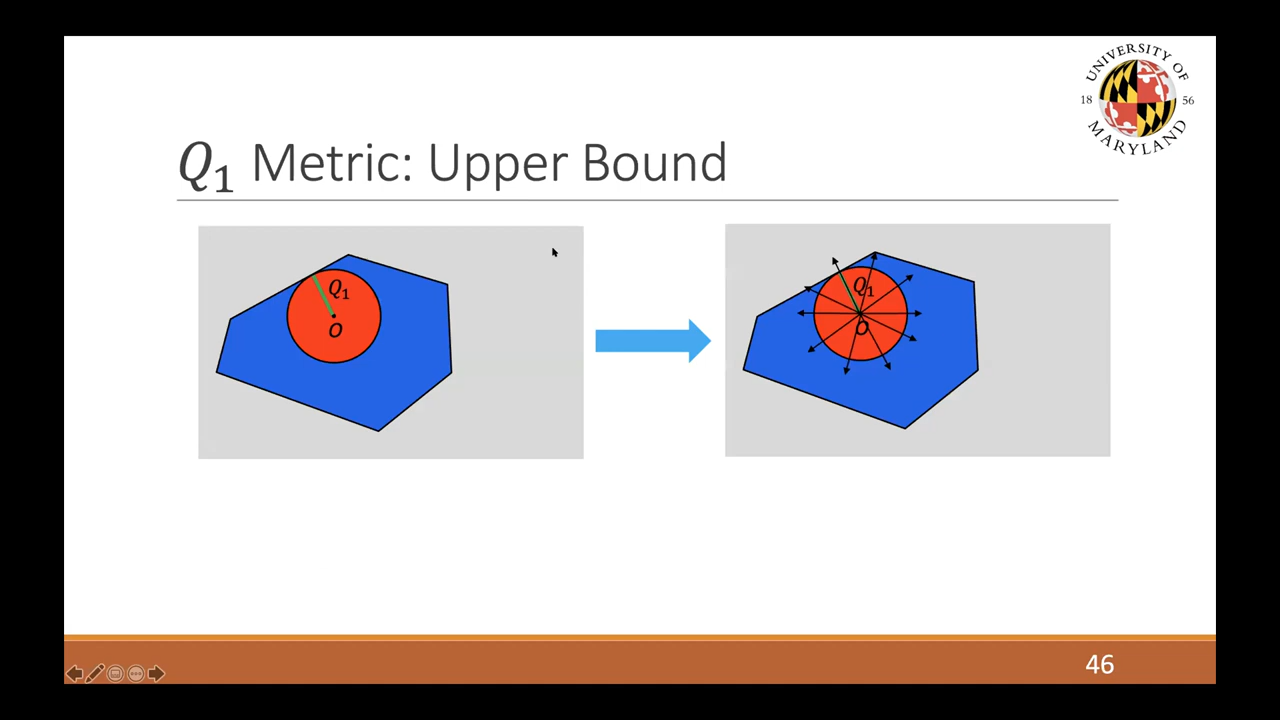 UNIVERSITY OF
18 56
MARYLAND
Q₁ Metric: Upper Bound
Q₁
O
Q₁
O
46